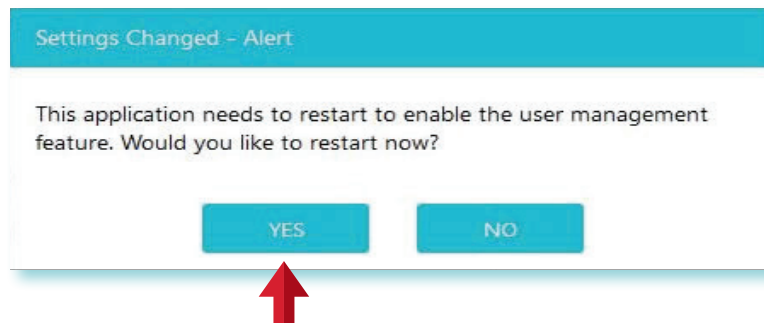 Settings Changed - Alert
This application needs to restart to enable the user management
feature. Would you like to restart now?
YES
NO